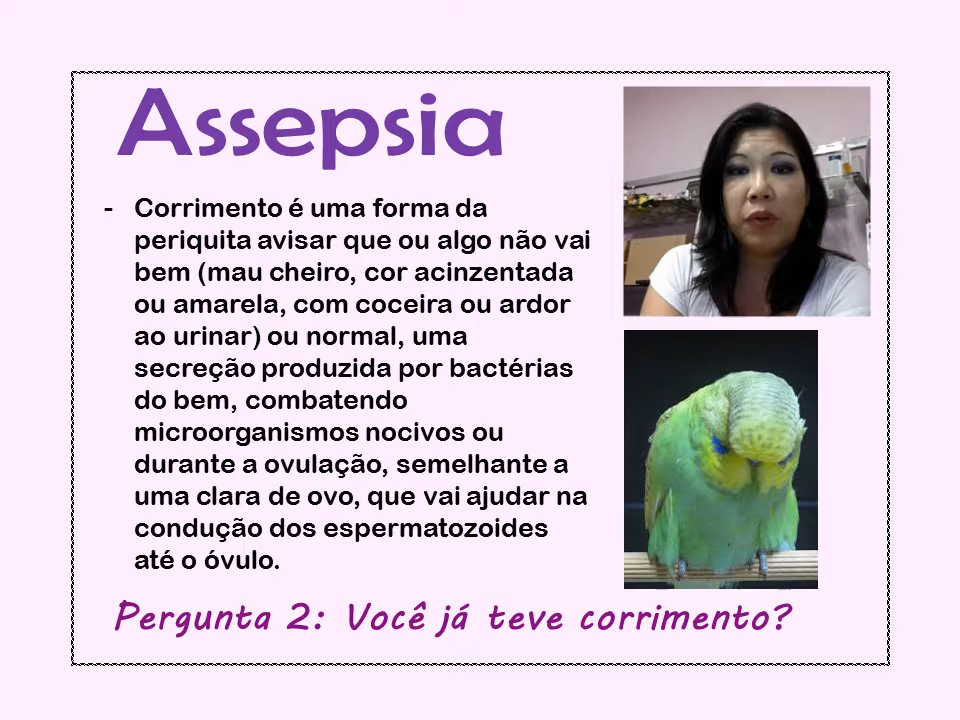 Assepsia
- Corrimento é uma forma da
periquita avisar que ou algo não vai
bem (mau cheiro, cor acinzentada
ou amarela, com coceira ou ardor
ao urinar) ou normal, uma
secreção produzida por bactérias
do bem, combatendo
microorganismos nocivos ou
durante a ovulação, semelhante a
uma clara de ovo, que vai ajudar na
condução dos espermatozoides
até o óvulo.
Pergunta 2: Você já teve corrimento?